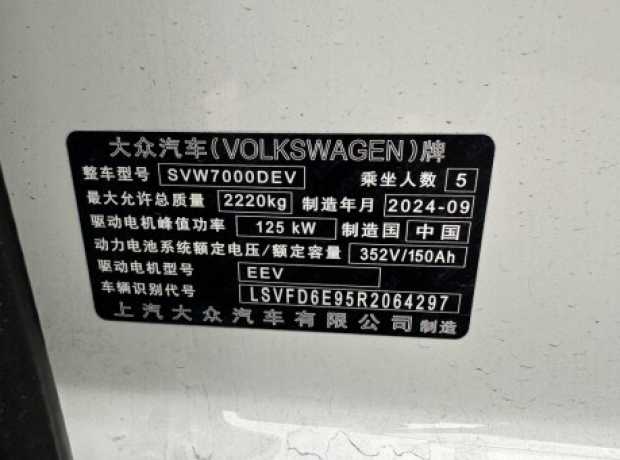 大众汽车(VOLKSWAGEN)牌
整车型号 SVW7000DEV 乘坐人数 5
最大允许总质量 2220kg 制造年月 2024-09
驱动电机峰值功率 125 kW 制造国 中国
动力电池系统额定电压/额定容量 352V/150Ah
驱动电机型号 EEV
车辆识别代号 LSVFD6E95R2064297
上汽大众汽车有限公司 制造